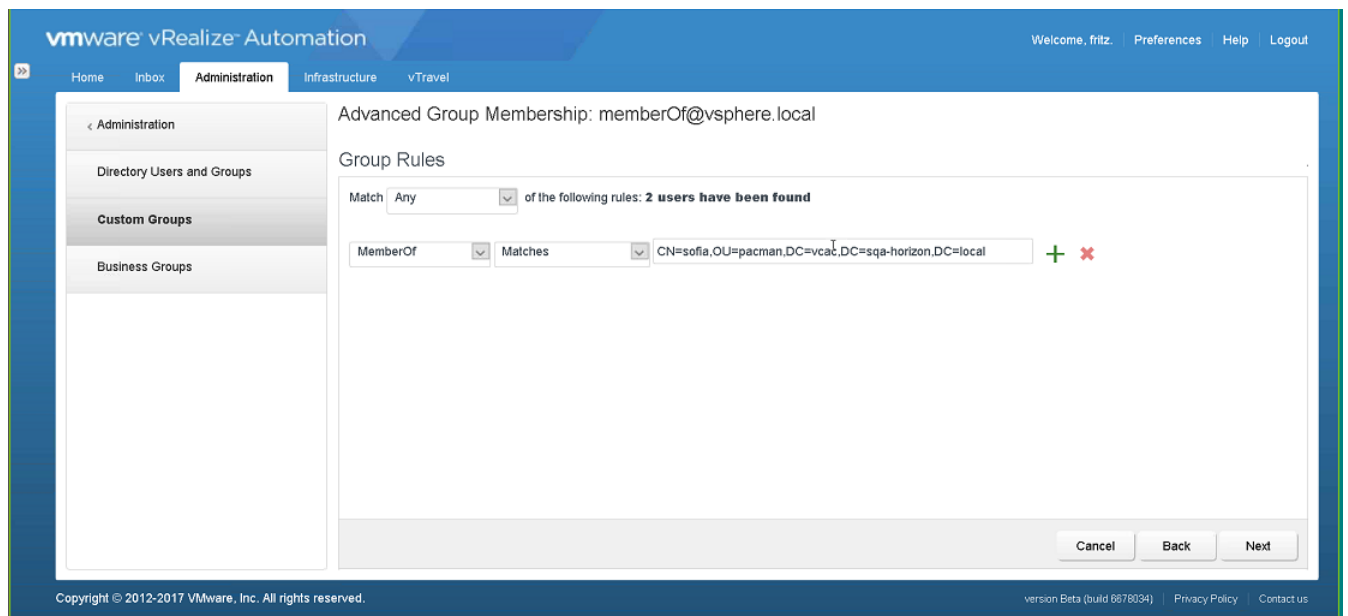 vmware vRealize Automation
Welcome, fritz. Preferences Help Logout
Home Inbox Administration Infrastructure vTravel
< Administration
Directory Users and Groups
Custom Groups
Business Groups
Advanced Group Membership: memberOf@vsphere.local
Group Rules
Match Any of the following rules: 2 users have been found
MemberOf Matches CN=sofia,OU=pacman,DC=vcac,DC=sqa-horizon,DC=local
Cancel Back Next
Copyright © 2012-2017 VMware, Inc. All rights reserved.
version Beta (build 6678034) Privacy Policy Contact us